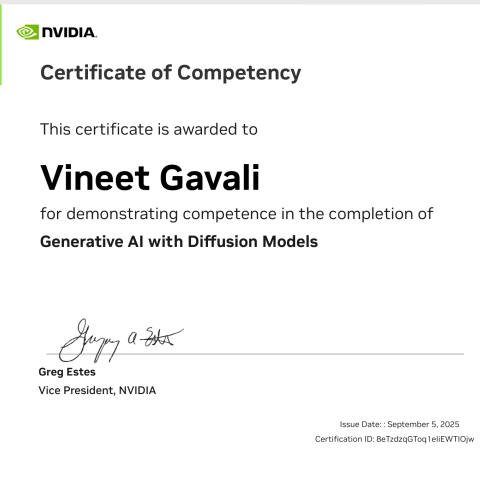 NVIDIA.
Certificate of Competency
This certificate is awarded to
Vineet Gavali
for demonstrating competence in the completion of
Generative AI with Diffusion Models
Gregory A Estes
Greg Estes
Vice President, NVIDIA
Issue Date: : September 5, 2025
Certification ID: 8eTzdzqGToq1eliEWTlOjw